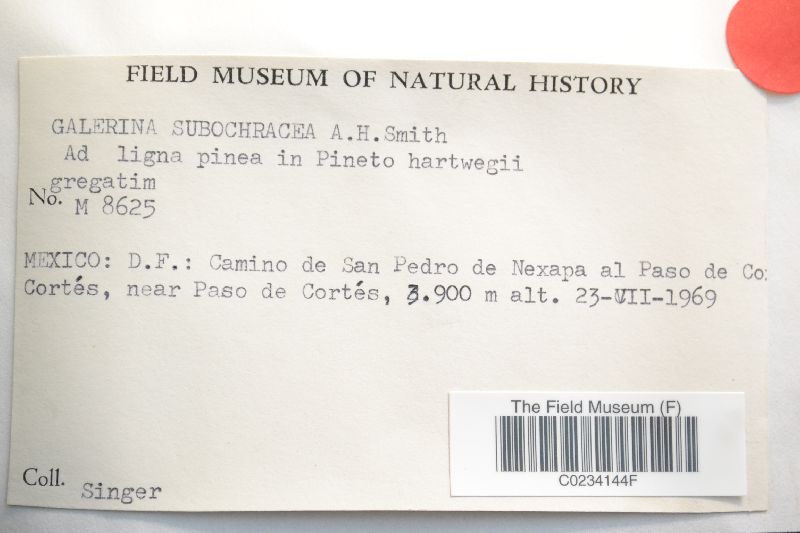 FIELD MUSEUM OF NATURAL HISTORY
GALERINA SUBOCHRACEA A.H.Smith
Ad ligna pinea in Pineto hartwegii
gregatim
No. M 8625
MEXICO: D.F.: Camino de San Pedro de Nexapa al Paso de Co
Cortés, near Paso de Cortés, 3.900 m alt. 23-VII-1969
The Field Museum (F)
C0234144F
Coll. Singer